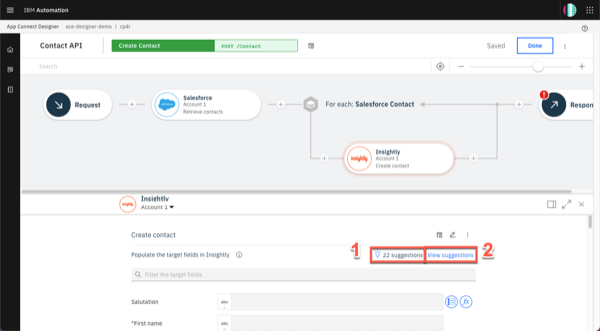 IBM Automation
App Connect Designer | ace-designer-demo | cp4i
Contact API
Create Contact
POST /Contact
Saved
Done
Search
Request
Salesforce
Account 1
Retrieve contacts
For each: Salesforce Contact
Respon
Insightly
Account 1
Create contact
Insightly
Account 1
Create contact
Populate the target fields in Insightly
1
22 suggestions
View suggestions
2
Filter the target fields
Salutation
abc
fx
*First name
abc